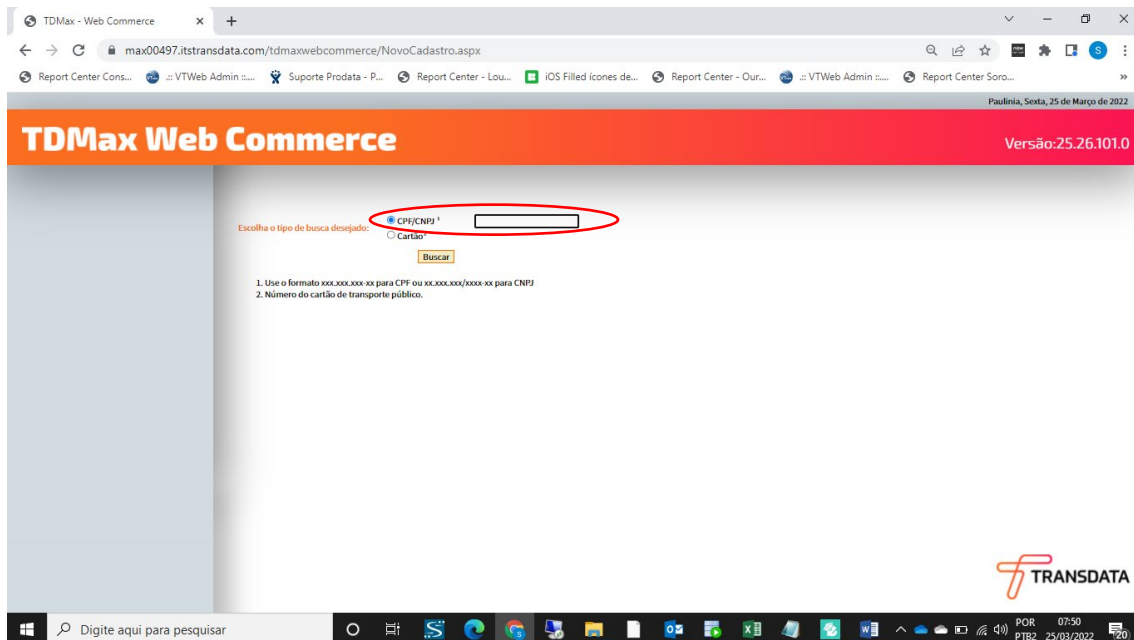 TDMax - Web Commerce
max00497.itstransdata.com/tdmaxwebcommerce/NovoCadastro.aspx
Report Center Cons... .:: VTWeb Admin ::.... Suporte Prodata - P... Report Center - Lou... iOS Filled ícones de... Report Center - Our... .:: VTWeb Admin ::.... Report Center Soro... »
Paulinia, Sexta, 25 de Março de 2022
TDMax Web Commerce
Versão:25.26.101.0
Escolha o tipo de busca desejado:
CPF/CNPJ ¹
Cartão²
Buscar
1. Use o formato xxx.xxx.xxx-xx para CPF ou xx.xxx.xxx/xxxx-xx para CNPJ
2. Número do cartão de transporte público.
TRANSDATA
Digite aqui para pesquisar
POR 07:50
PTB2 25/03/2022
20